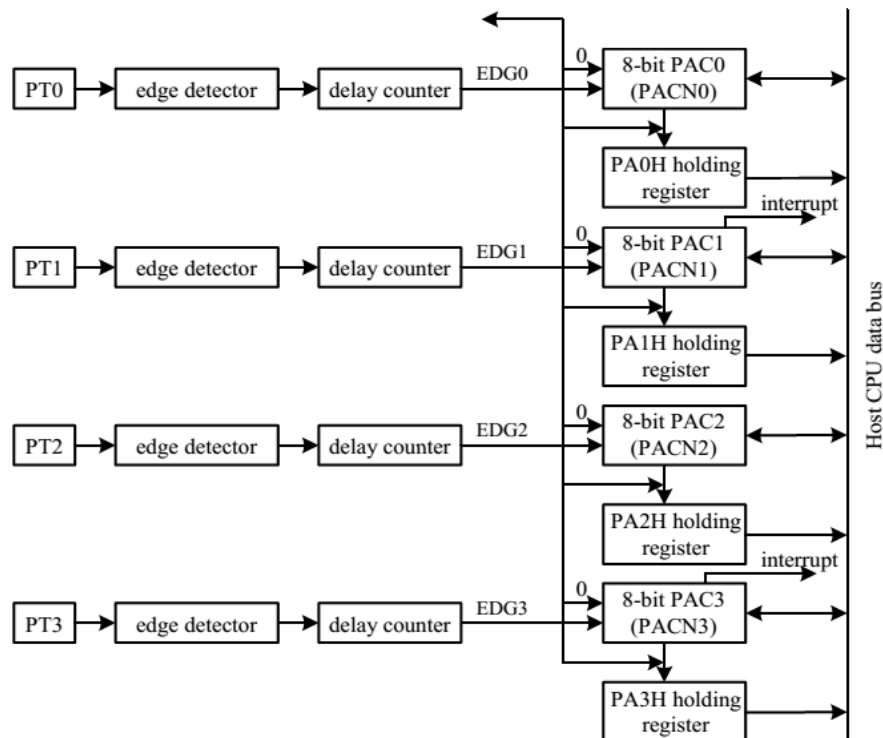 0
EDG0
8-bit PAC0
(PACN0)
PT0
edge detector
delay counter
PA0H holding
register
interrupt
0
EDG1
8-bit PAC1
(PACN1)
PT1
edge detector
delay counter
PA1H holding
register
Host CPU data bus
0
EDG2
8-bit PAC2
(PACN2)
PT2
edge detector
delay counter
PA2H holding
register
interrupt
0
EDG3
8-bit PAC3
(PACN3)
PT3
edge detector
delay counter
PA3H holding
register